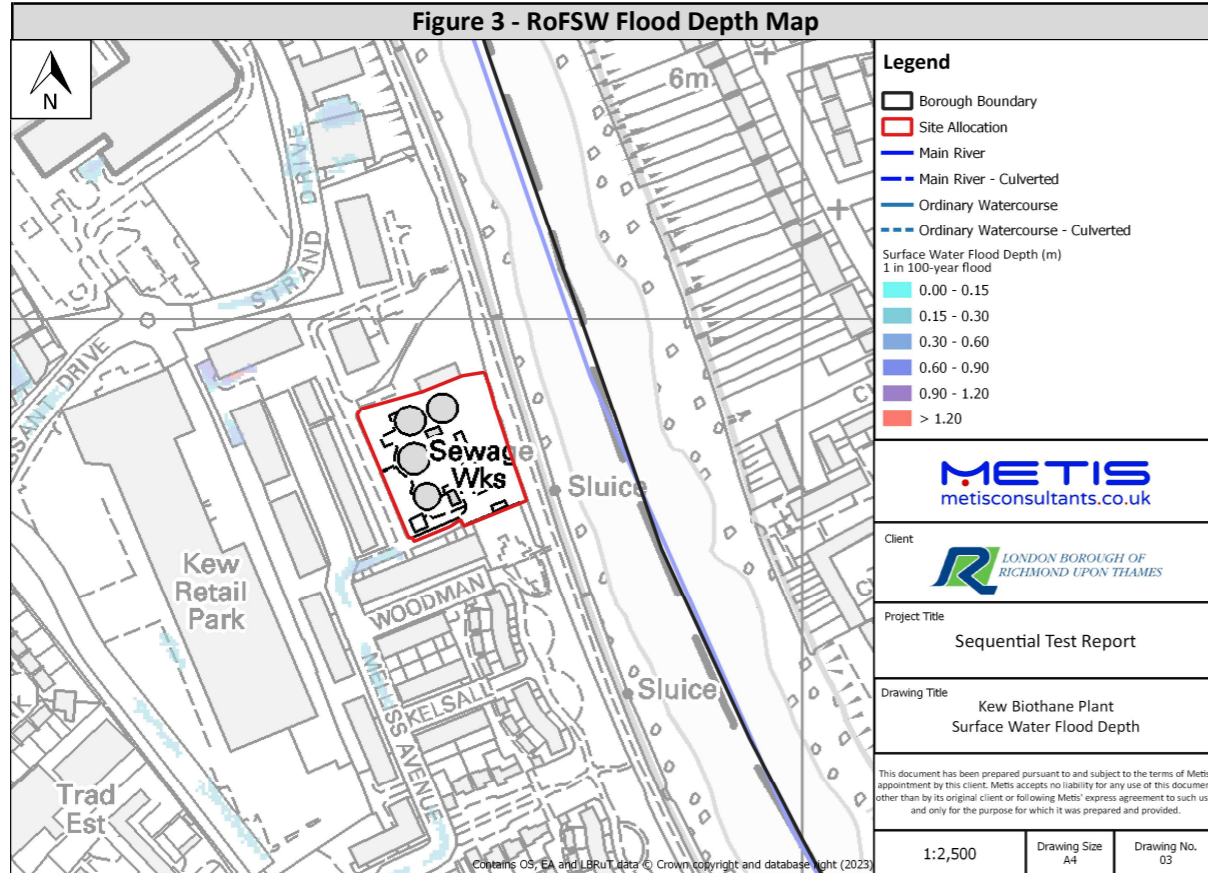 Figure 3 - RoFSW Flood Depth Map
N
6m
DRIVE
STRAND
SSANT DRIVE
Sewage
Wks
Sluice
Kew
Retail
Park
WOODMAN
KELSALL
MELISS AVENUE
Sluice
Trad
Est
Contains OS, EA and LBRuT data © Crown copyright and database right (2023)
Legend
Borough Boundary
Site Allocation
Main River
Main River - Culverted
Ordinary Watercourse
Ordinary Watercourse - Culverted
Surface Water Flood Depth (m)
1 in 100-year flood
0.00 - 0.15
0.15 - 0.30
0.30 - 0.60
0.60 - 0.90
0.90 - 1.20
> 1.20
METIS
metisconsultants.co.uk
Client
LONDON BOROUGH OF
RICHMOND UPON THAMES
Project Title
Sequential Test Report
Drawing Title
Kew Biothane Plant
Surface Water Flood Depth
This document has been prepared pursuant to and subject to the terms of Metis
appointment by this client. Metis accepts no liability for any use of this documen
other than by its original client or following Metis' express agreement to such us
and only for the purpose for which it was prepared and provided.
1:2,500
Drawing Size
A4
Drawing No.
03